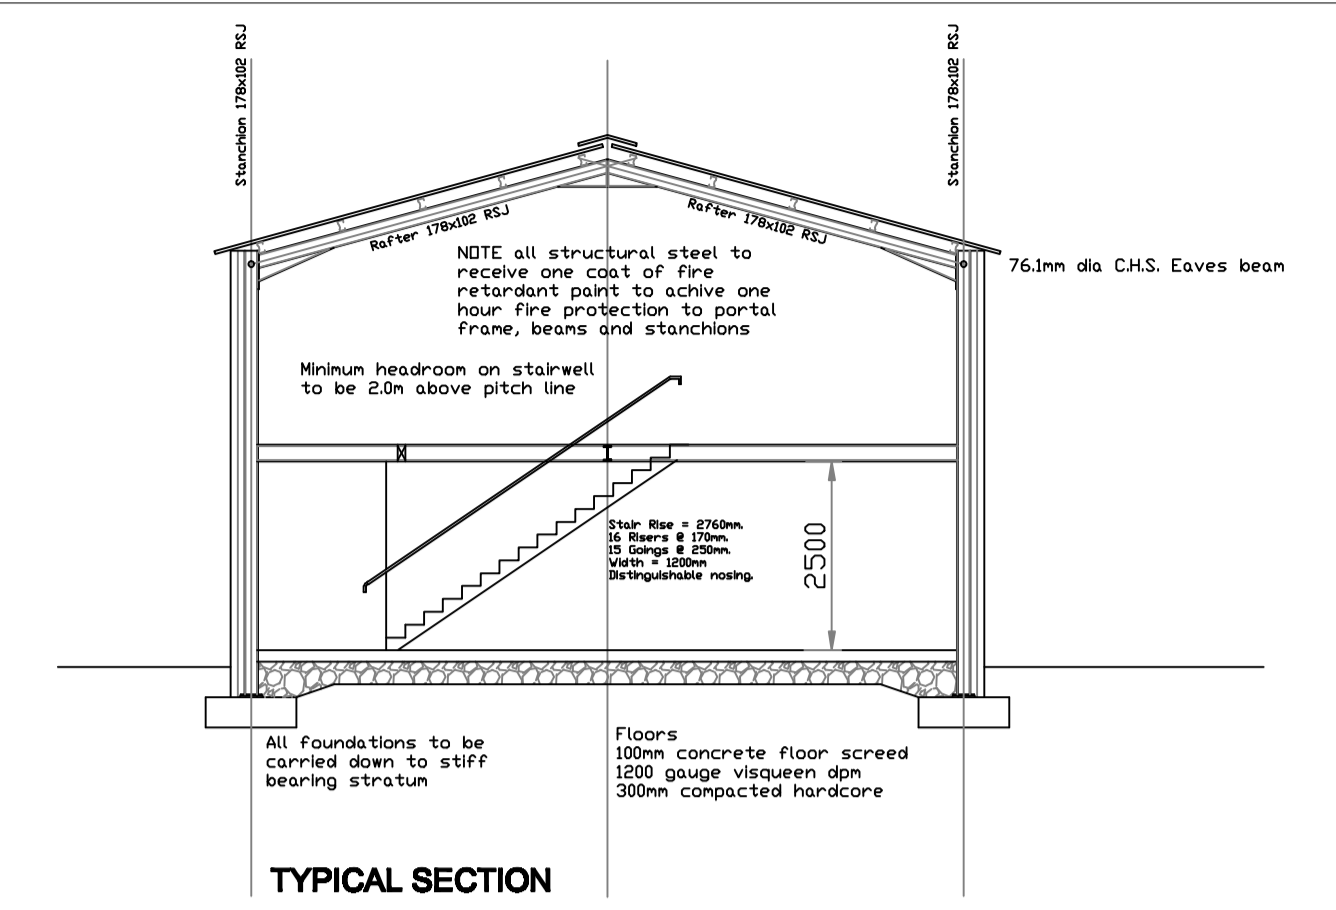 Stanchion 178x102 RSJ
Stanchion 178x102 RSJ
Rafter 178x102 RSJ
Rafter 178x102 RSJ
NOTE all structural steel to
receive one coat of fire
retardant paint to achive one
hour fire protection to portal
frame, beams and stanchions
76.1mm dia C.H.S. Eaves beam
Minimum headroom on stairwell
to be 2.0m above pitch line
Stair Rise = 2760mm.
16 Risers @ 170mm.
15 Goings @ 250mm.
Width = 1200mm
Distinguishable nosing.
2500
All foundations to be
carried down to stiff
bearing stratum
Floors
100mm concrete floor screed
1200 gauge visqueen dpm
300mm compacted hardcore
TYPICAL SECTION